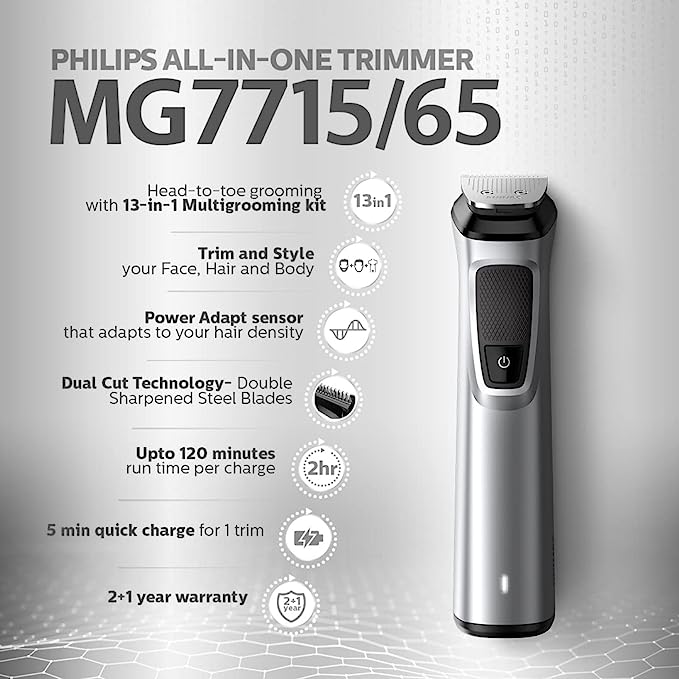 PHILIPS ALL-IN-ONE TRIMMER
MG7715/65
Head-to-toe grooming
with 13-in-1 Multigrooming kit
13in1
Trim and Style
your Face, Hair and Body
Power Adapt sensor
that adapts to your hair density
Dual Cut Technology- Double
Sharpened Steel Blades
Upto 120 minutes
run time per charge
2hr
5 min quick charge for 1 trim
2+1 year warranty
2+1
year